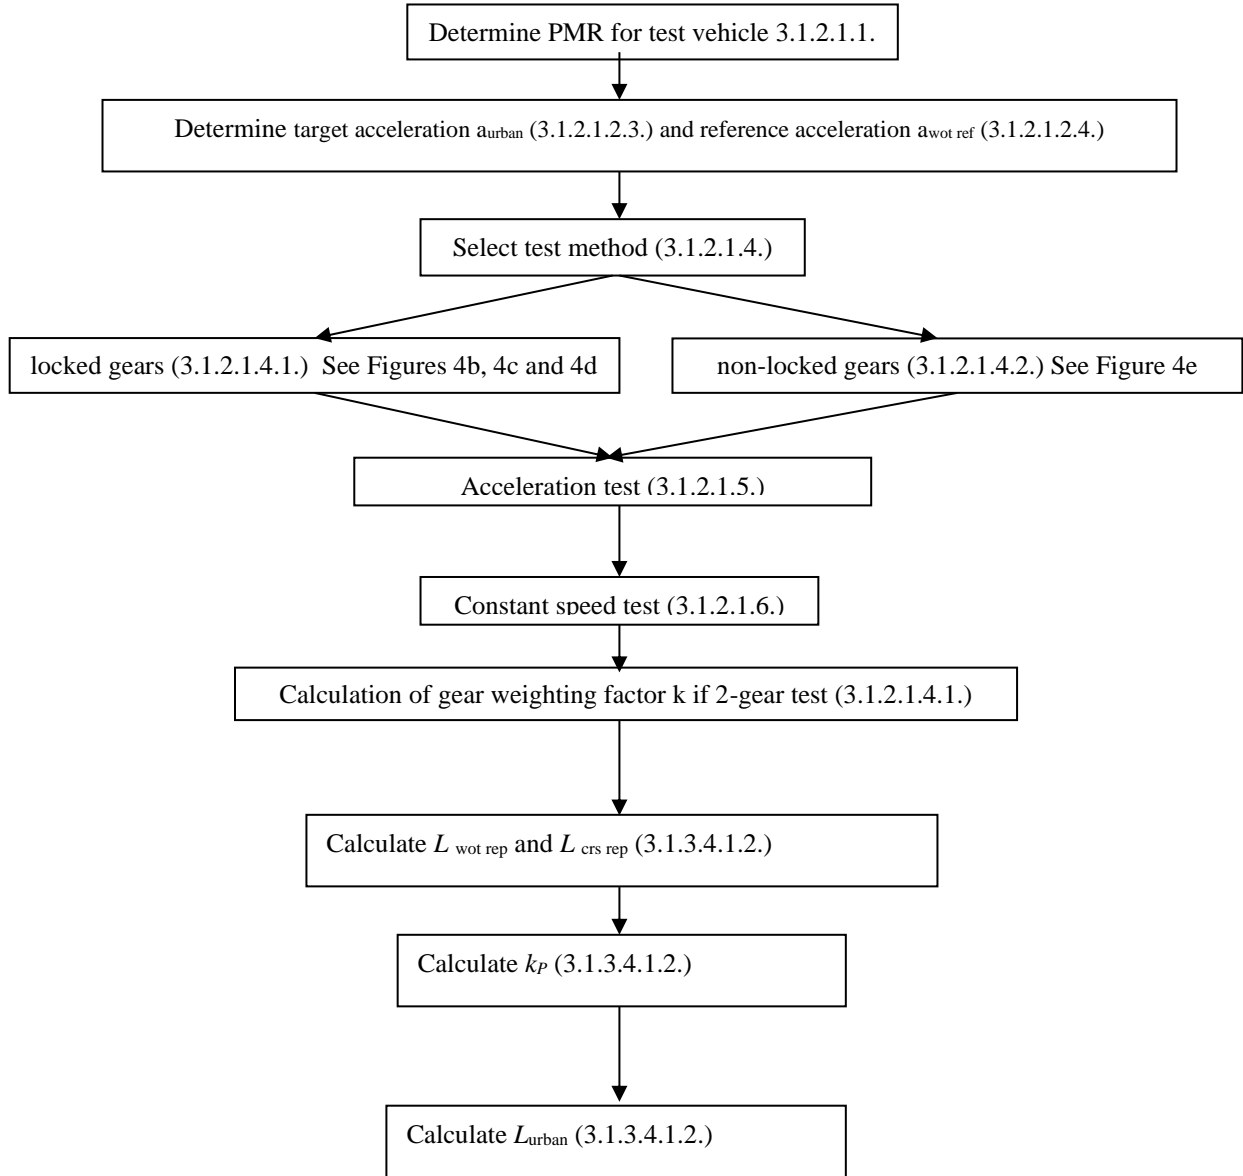 Determine PMR for test vehicle 3.1.2.1.1.
Determine target acceleration aurban (3.1.2.1.2.3.) and reference acceleration awot ref (3.1.2.1.2.4.)
Select test method (3.1.2.1.4.)
locked gears (3.1.2.1.4.1.)  See Figures 4b, 4c and 4d
non-locked gears (3.1.2.1.4.2.) See Figure 4e
Acceleration test (3.1.2.1.5.)
Constant speed test (3.1.2.1.6.)
Calculation of gear weighting factor k if 2-gear test (3.1.2.1.4.1.)
Calculate L wot rep and L crs rep (3.1.3.4.1.2.)
Calculate kP (3.1.3.4.1.2.)
Calculate Lurban (3.1.3.4.1.2.)